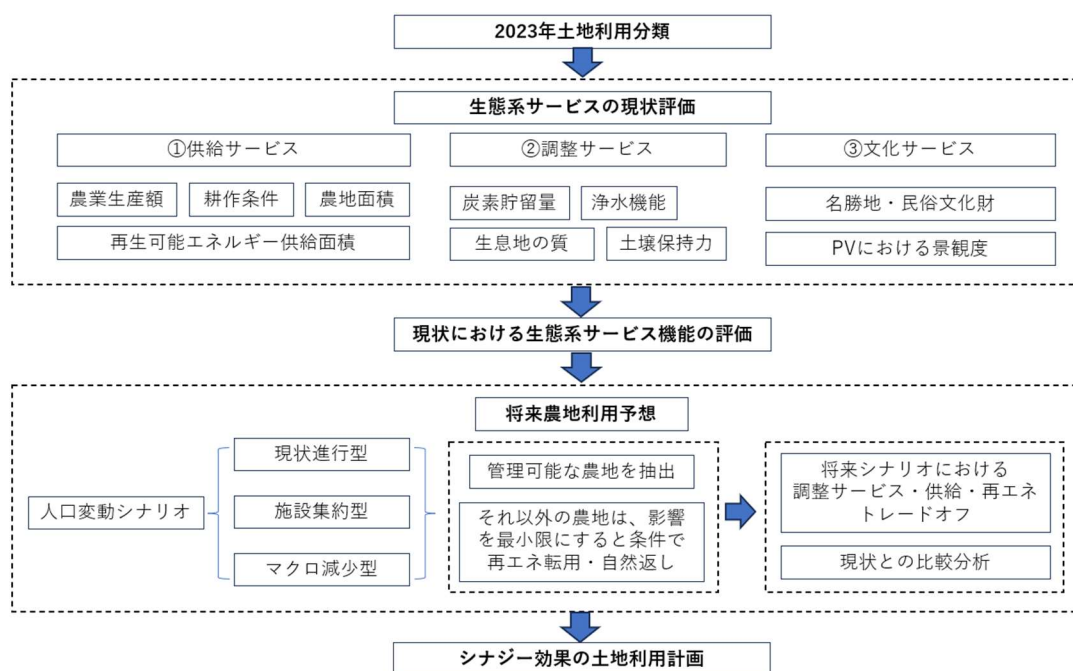 2023年土地利用分類
生態系サービスの現状評価
①供給サービス
②調整サービス
③文化サービス
農業生産額
耕作条件
農地面積
再生可能エネルギー供給面積
炭素貯留量
浄水機能
生息地の質
土壌保持力
名勝地・民俗文化財
PVにおける景観度
現状における生態系サービス機能の評価
将来農地利用予想
人口変動シナリオ
現状進行型
施設集約型
マクロ減少型
管理可能な農地を抽出
それ以外の農地は、影響
を最小限にすると条件で
再エネ転用・自然返し
将来シナリオにおける
調整サービス・供給・再エネ
トレードオフ
現状との比較分析
シナジー効果の土地利用計画